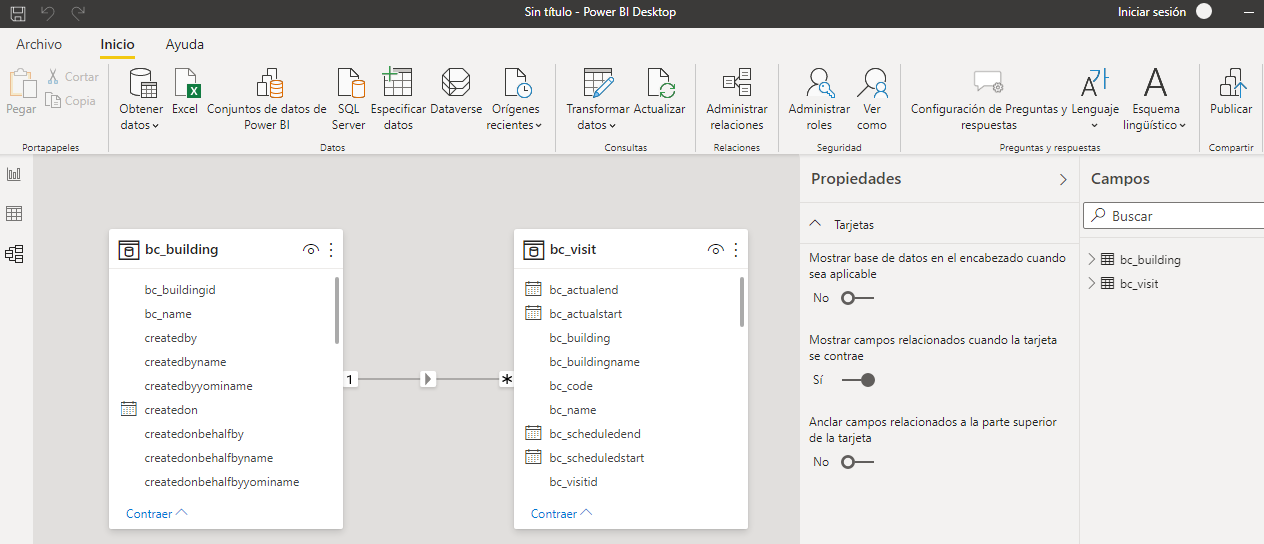 Sin título - Power BI Desktop
Iniciar sesión
Archivo
Inicio
Ayuda
Pegar
Cortar
Copia
Portapapeles
Obtener
datos
Excel
Conjuntos de datos de
Power BI
SQL
Server
Especificar
datos
Dataverse
Orígenes
recientes
Datos
Transformar
datos
Actualizar
Consultas
Administrar
relaciones
Relaciones
Administrar
roles
Ver
como
Seguridad
Configuración de Preguntas y
respuestas
Lenguaje
Esquema
lingüístico
Preguntas y respuestas
Publicar
Compartir
bc_building
bc_buildingid
bc_name
createdby
createdbyname
createdbyyominame
createdon
createdonbehalfby
createdonbehalfbyname
createdonbehalfbyyominame
Contraer
1
*
bc_visit
bc_actualend
bc_actualstart
bc_building
bc_buildingname
bc_code
bc_name
bc_scheduledend
bc_scheduledstart
bc_visitid
Contraer
Propiedades
Tarjetas
Mostrar base de datos en el encabezado cuando
sea aplicable
No
Mostrar campos relacionados cuando la tarjeta
se contrae
Sí
Anclar campos relacionados a la parte superior
de la tarjeta
No
Campos
Buscar
bc_building
bc_visit